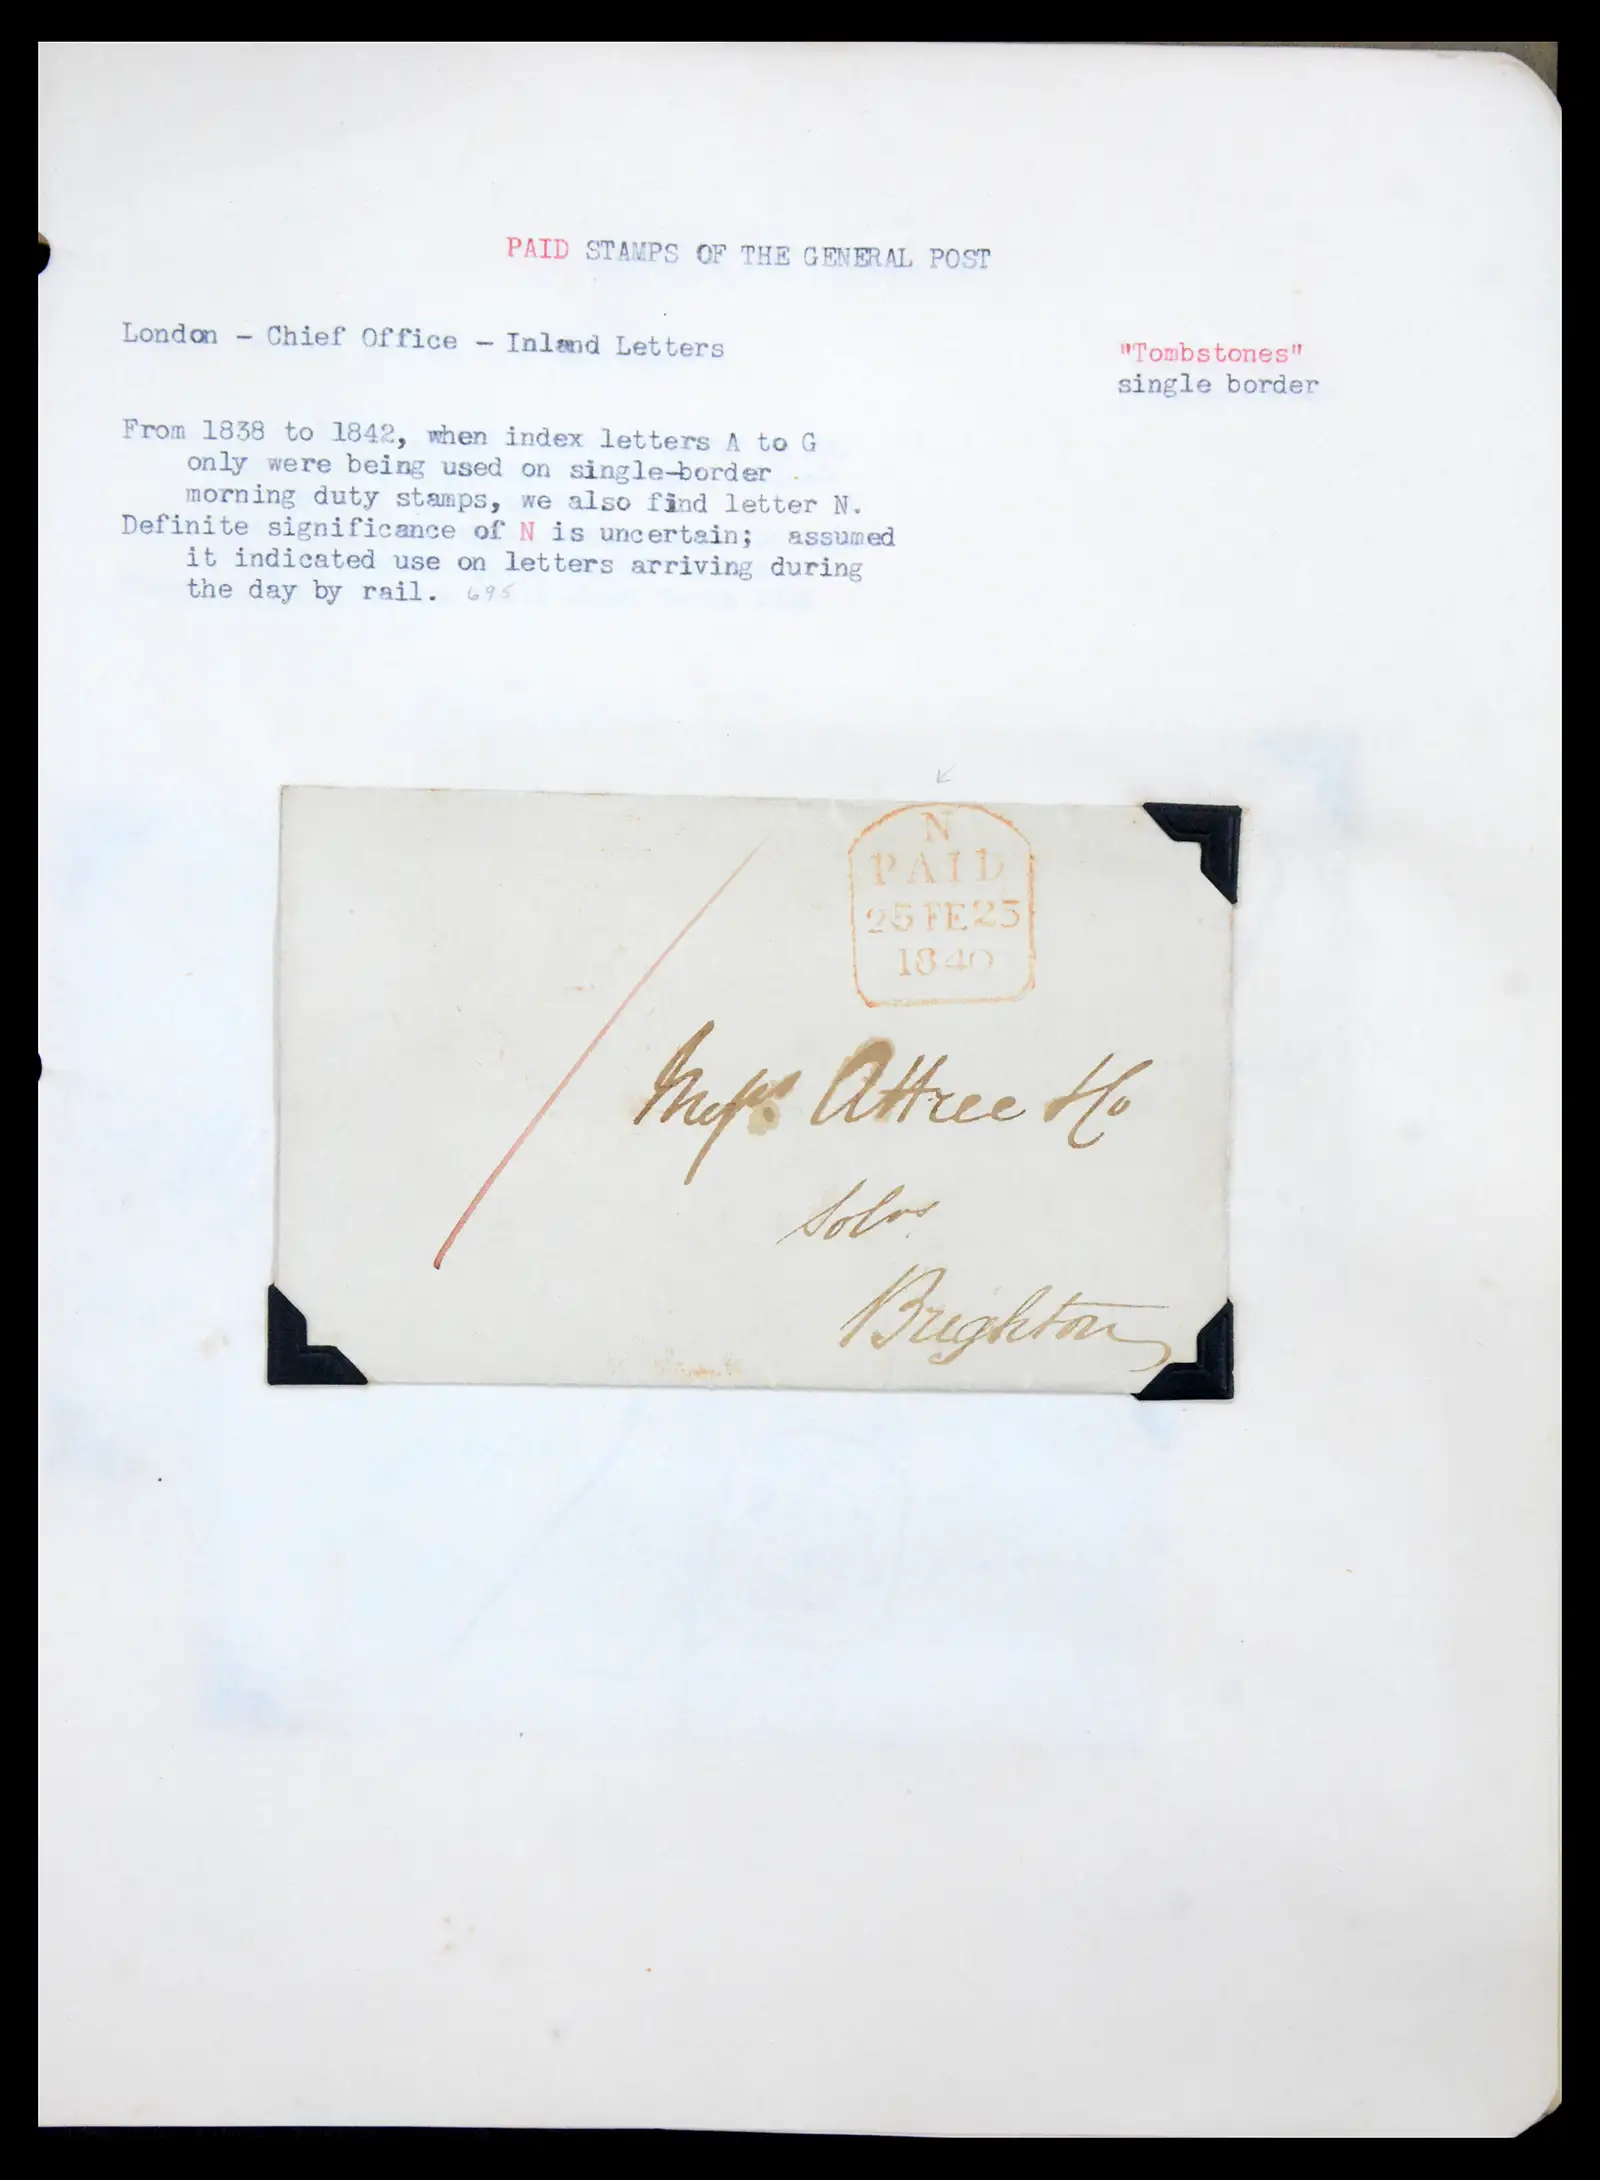 PAID STAMPS OF THE GENERAL POST
London - Chief Office - Inland Letters
"Tombstones"
single border
From 1838 to 1842, when index letters A to G
only were being used on single-border
morning duty stamps, we also find letter N.
Definite significance of N is uncertain; assumed
it indicated use on letters arriving during
the day by rail. 695
N
PAID
25 FE 25
1840
Messrs Attree & Co
Solrs
Brighton